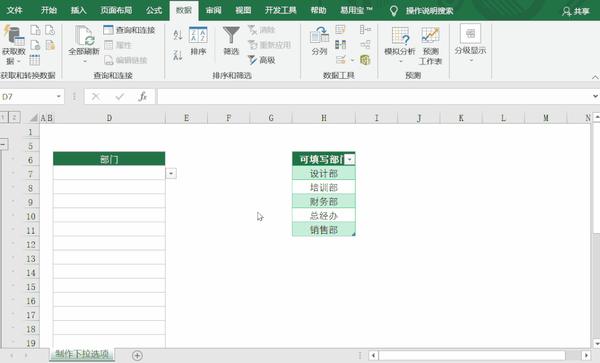 文件 开始 插入 页面布局 公式 数据 审阅 视图 开发工具 帮助 易用宝 ™ 操作说明搜索 共享
获取数据 全部刷新 查询和连接 属性 编辑链接 排序 筛选 清除 重新应用 高级 分列 模拟分析 预测工作表 分级显示
获取和转换数据 查询和连接 排序和筛选 数据工具 预测
D7 fx
1 2
A B D E F G H I J K L M N
1
5
6 部门 可填写部门
7 设计部
8 培训部
9 财务部
10 总经办
11 销售部
12
13
14
15
16
17
18
19
制作下拉选项